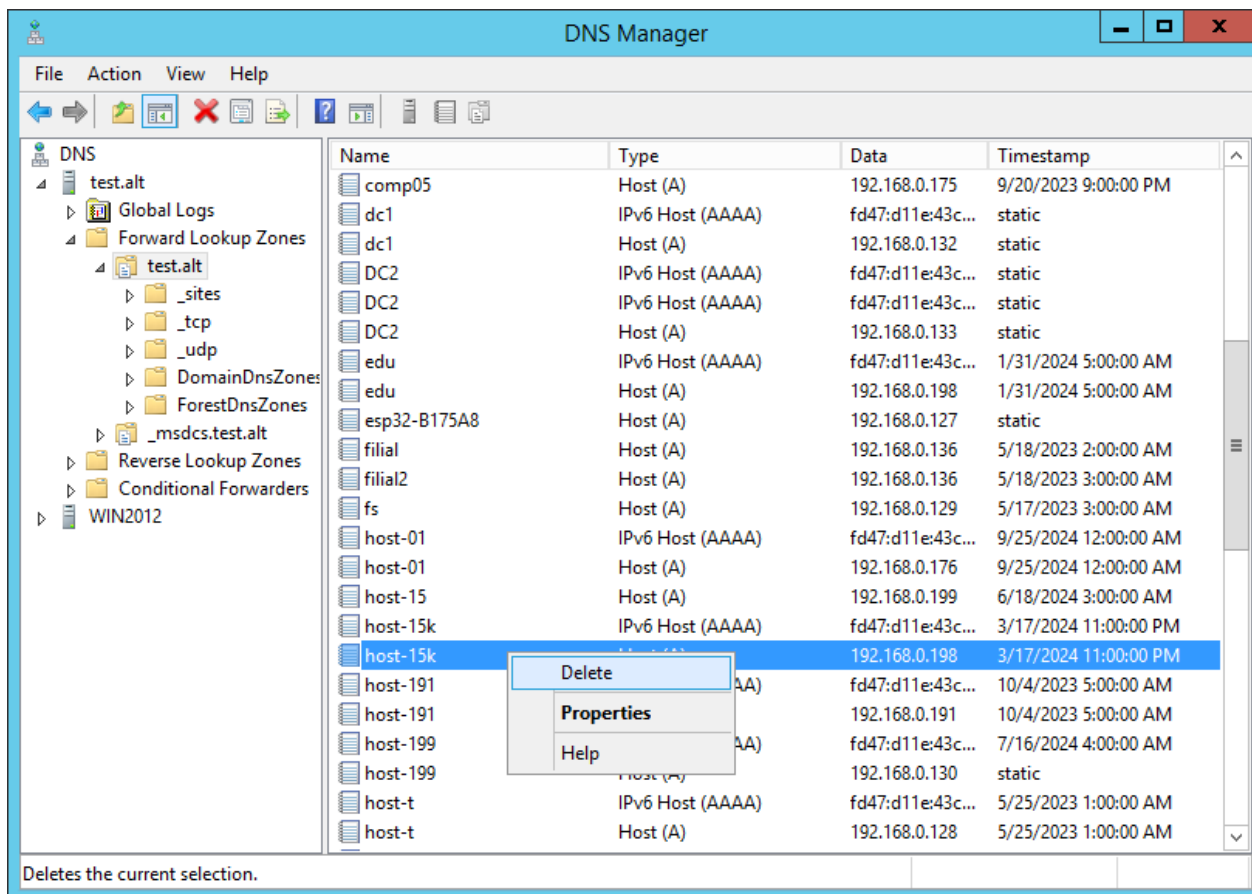 DNS Manager
File Action View Help
DNS
test.alt
Global Logs
Forward Lookup Zones
test.alt
_sites
_tcp
_udp
DomainDnsZones
ForestDnsZones
_msdcs.test.alt
Reverse Lookup Zones
Conditional Forwarders
WIN2012
Name Type Data Timestamp
comp05 Host (A) 192.168.0.175 9/20/2023 9:00:00 PM
dc1 IPv6 Host (AAAA) fd47:d11e:43c... static
dc1 Host (A) 192.168.0.132 static
DC2 IPv6 Host (AAAA) fd47:d11e:43c... static
DC2 IPv6 Host (AAAA) fd47:d11e:43c... static
DC2 Host (A) 192.168.0.133 static
edu IPv6 Host (AAAA) fd47:d11e:43c... 1/31/2024 5:00:00 AM
edu Host (A) 192.168.0.198 1/31/2024 5:00:00 AM
esp32-B175A8 Host (A) 192.168.0.127 static
filial Host (A) 192.168.0.136 5/18/2023 2:00:00 AM
filial2 Host (A) 192.168.0.136 5/18/2023 3:00:00 AM
fs Host (A) 192.168.0.129 5/17/2023 3:00:00 AM
host-01 IPv6 Host (AAAA) fd47:d11e:43c... 9/25/2024 12:00:00 AM
host-01 Host (A) 192.168.0.176 9/25/2024 12:00:00 AM
host-15 Host (A) 192.168.0.199 6/18/2024 3:00:00 AM
host-15k IPv6 Host (AAAA) fd47:d11e:43c... 3/17/2024 11:00:00 PM
host-15k 192.168.0.198 3/17/2024 11:00:00 PM
host-191 AA) fd47:d11e:43c... 10/4/2023 5:00:00 AM
host-191 192.168.0.191 10/4/2023 5:00:00 AM
host-199 AA) fd47:d11e:43c... 7/16/2024 4:00:00 AM
host-199 Host (A) 192.168.0.130 static
host-t IPv6 Host (AAAA) fd47:d11e:43c... 5/25/2023 1:00:00 AM
host-t Host (A) 192.168.0.128 5/25/2023 1:00:00 AM
Delete
Properties
Help
Deletes the current selection.